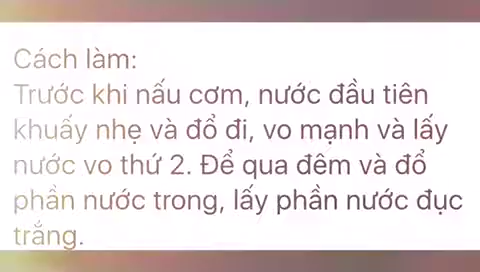 Cách làm:
Trước khi nấu cơm, nước đầu tiên
khuấy nhẹ và đổ đi, vo mạnh và lấy
nước vo thứ 2. Để qua đêm và đổ
phần nước trong, lấy phần nước đục
trắng.